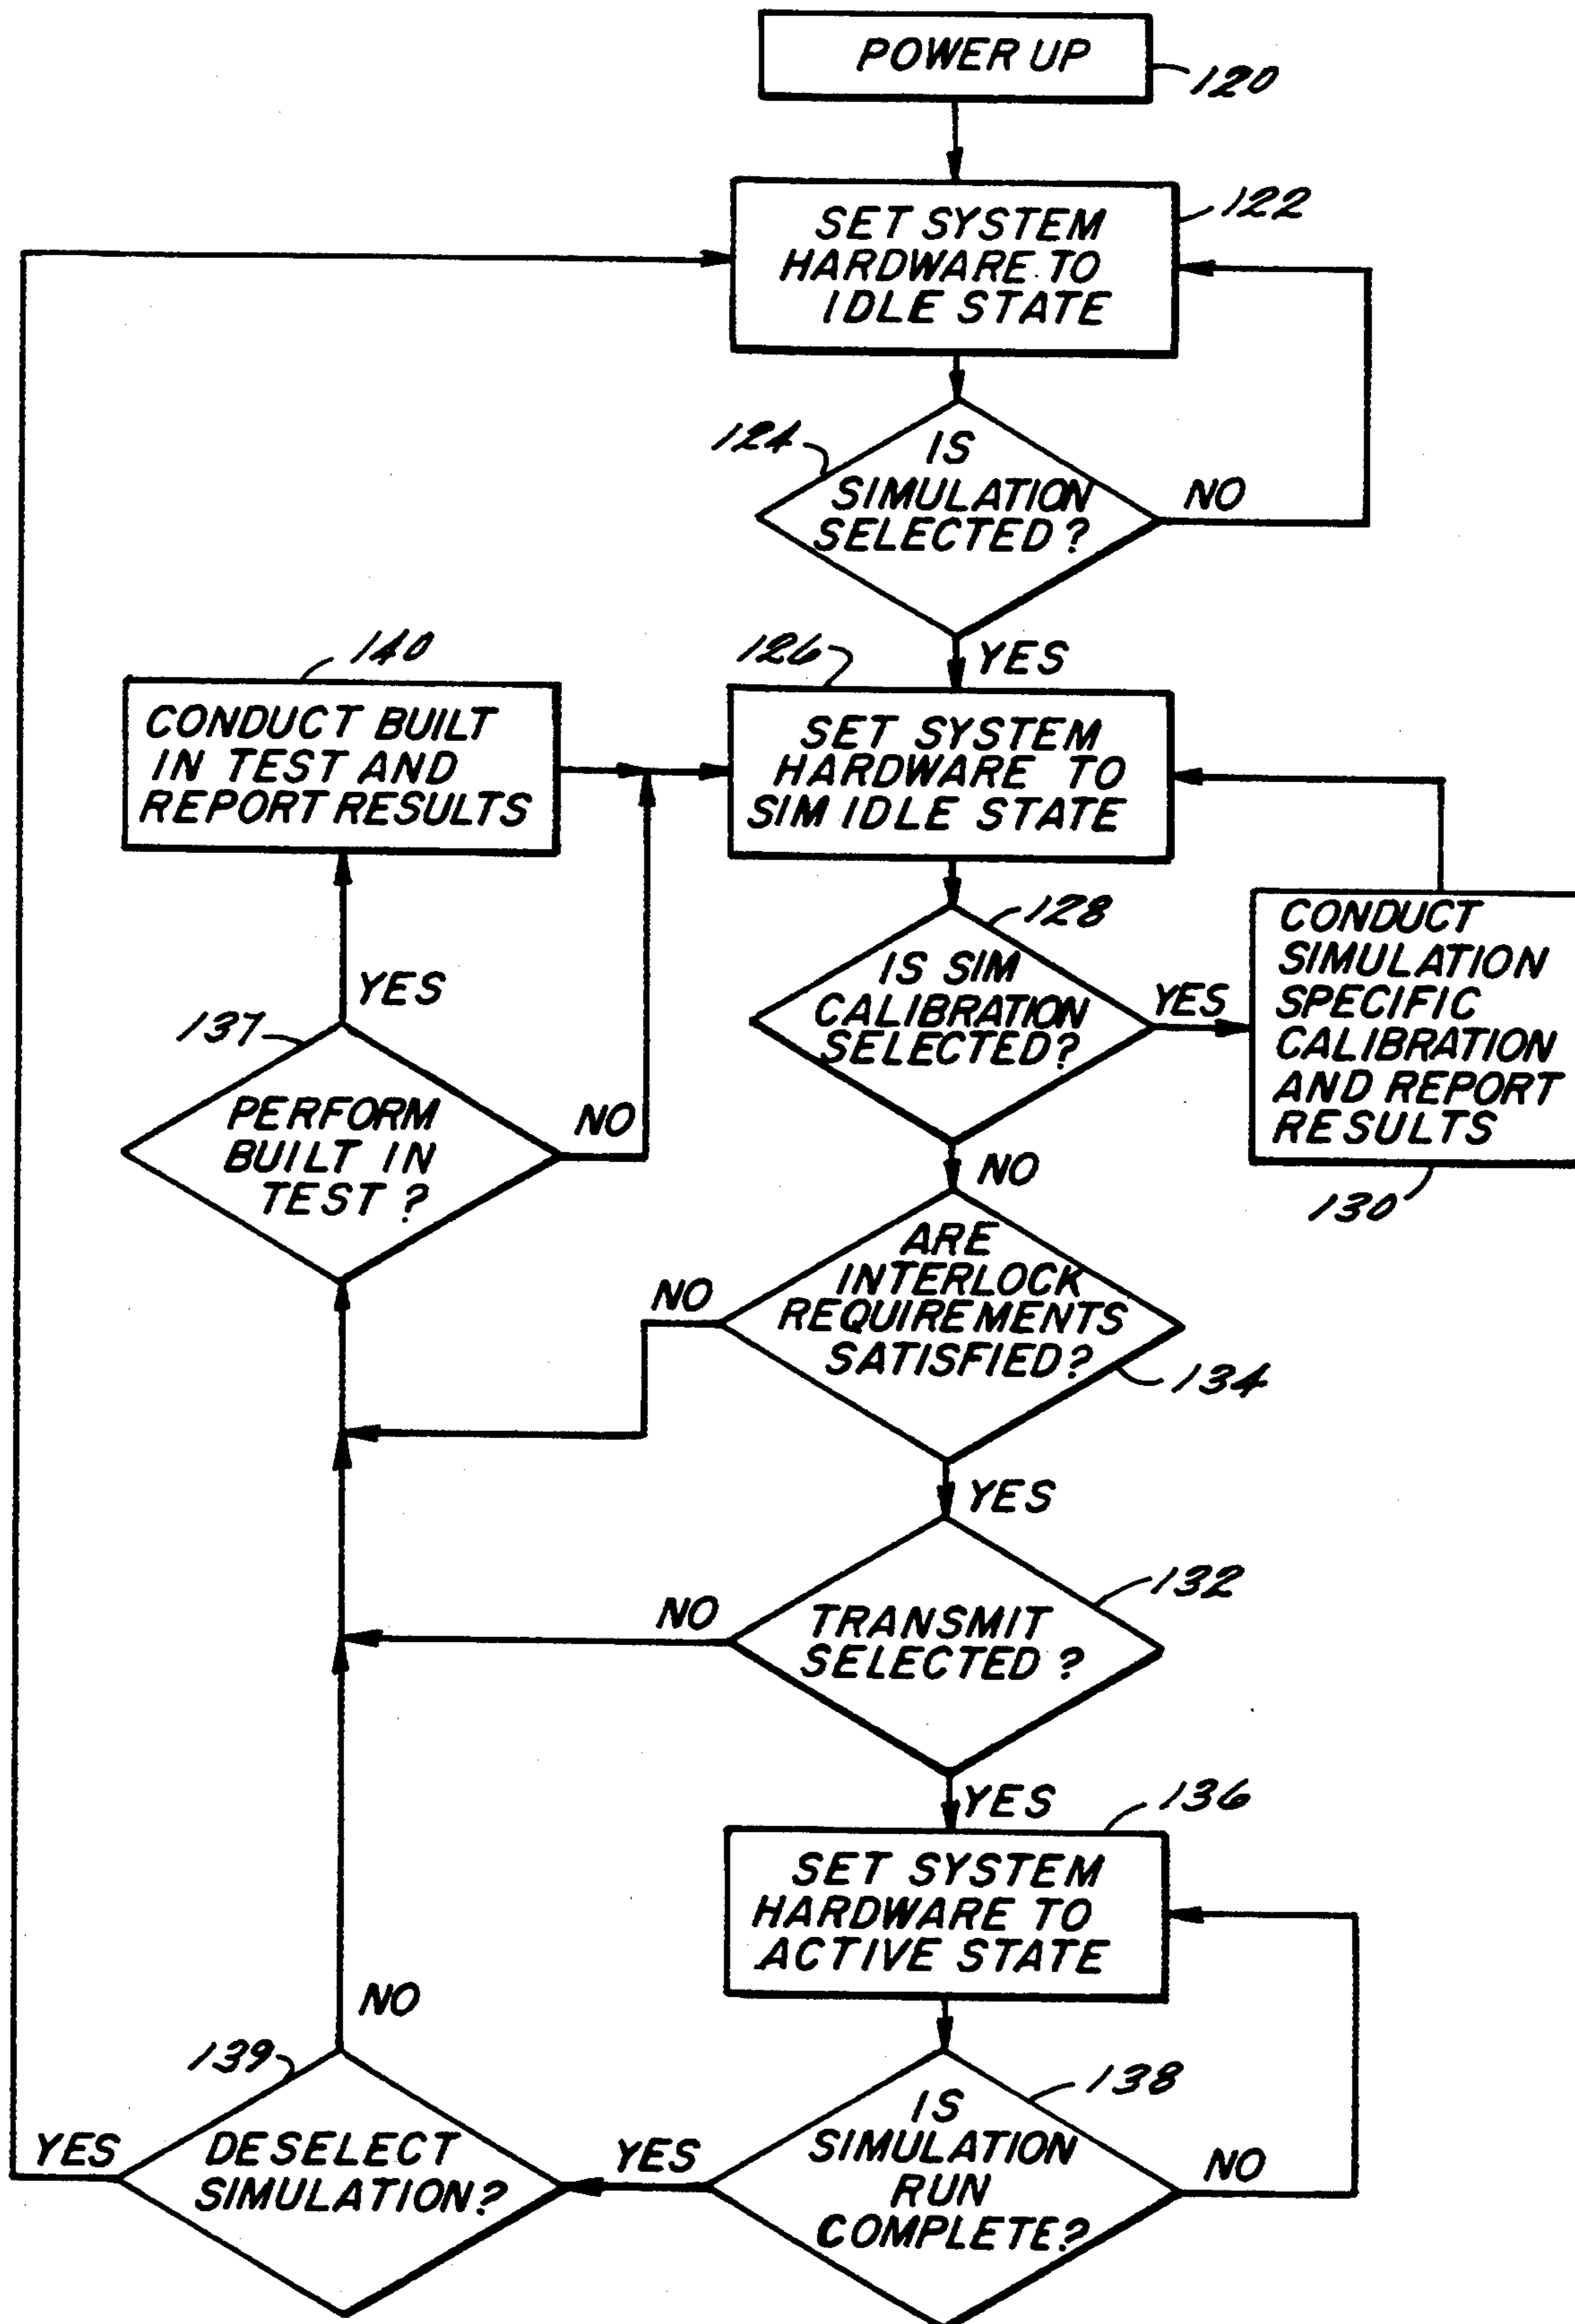 POWER UP
120
SET SYSTEM
HARDWARE TO
IDLE STATE
122
124
IS
SIMULATION
SELECTED?
NO
YES
140
CONDUCT BUILT
IN TEST AND
REPORT RESULTS
126
SET SYSTEM
HARDWARE TO
SIM IDLE STATE
128
IS SIM
CALIBRATION
SELECTED?
YES
CONDUCT
SIMULATION
SPECIFIC
CALIBRATION
AND REPORT
RESULTS
130
YES
137
PERFORM
BUILT IN
TEST?
NO
NO
ARE
INTERLOCK
REQUIREMENTS
SATISFIED?
134
NO
YES
132
TRANSMIT
SELECTED?
NO
YES
136
SET SYSTEM
HARDWARE TO
ACTIVE STATE
NO
139
DESELECT
SIMULATION?
YES
YES
138
IS
SIMULATION
RUN
COMPLETE?
NO